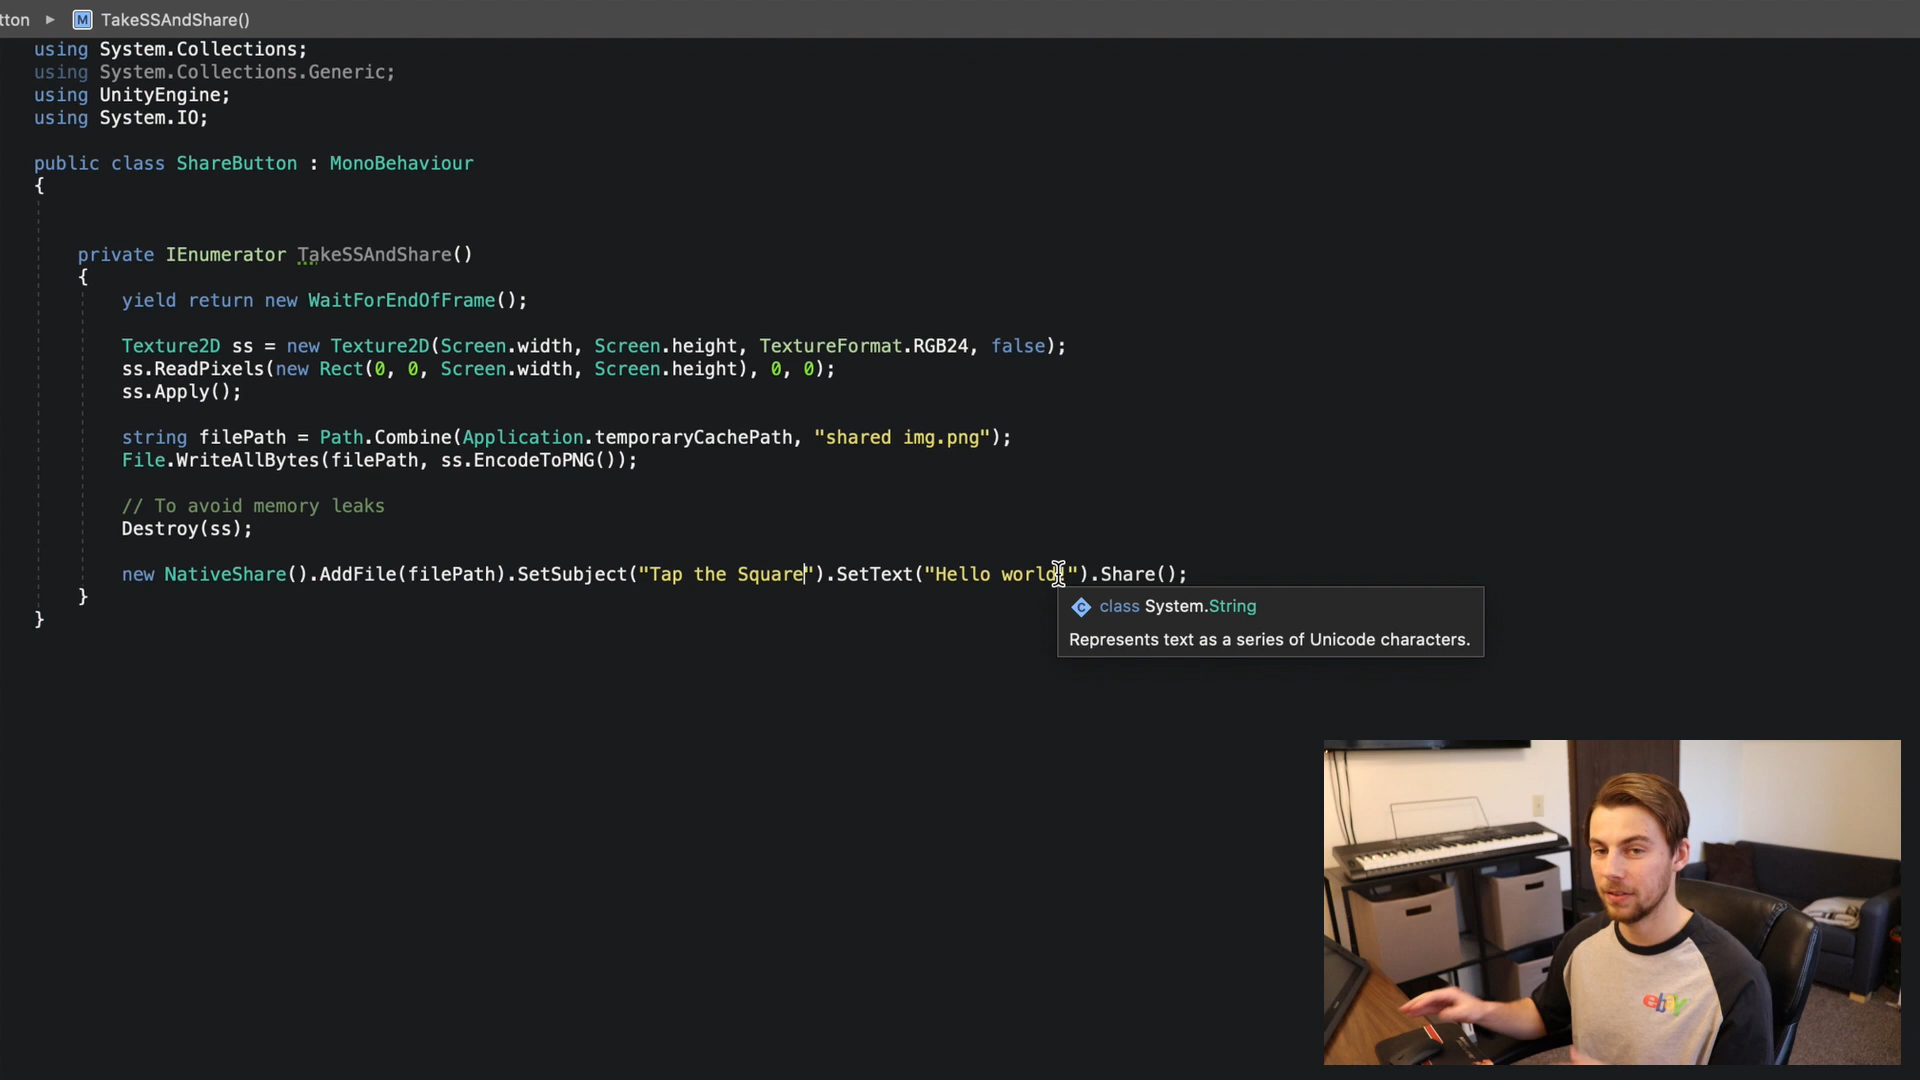 tton ▸ M TakeSSAndShare()
using System.Collections;
using System.Collections.Generic;
using UnityEngine;
using System.IO;
public class ShareButton : MonoBehaviour
{
private IEnumerator TakeSSAndShare()
{
yield return new WaitForEndOfFrame();
Texture2D ss = new Texture2D(Screen.width, Screen.height, TextureFormat.RGB24, false);
ss.ReadPixels(new Rect(0, 0, Screen.width, Screen.height), 0, 0);
ss.Apply();
string filePath = Path.Combine(Application.temporaryCachePath, "shared img.png");
File.WriteAllBytes(filePath, ss.EncodeToPNG());
// To avoid memory leaks
Destroy(ss);
new NativeShare().AddFile(filePath).SetSubject("Tap the Square").SetText("Hello world!").Share();
}
}
C class System.String
Represents text as a series of Unicode characters.
ebay